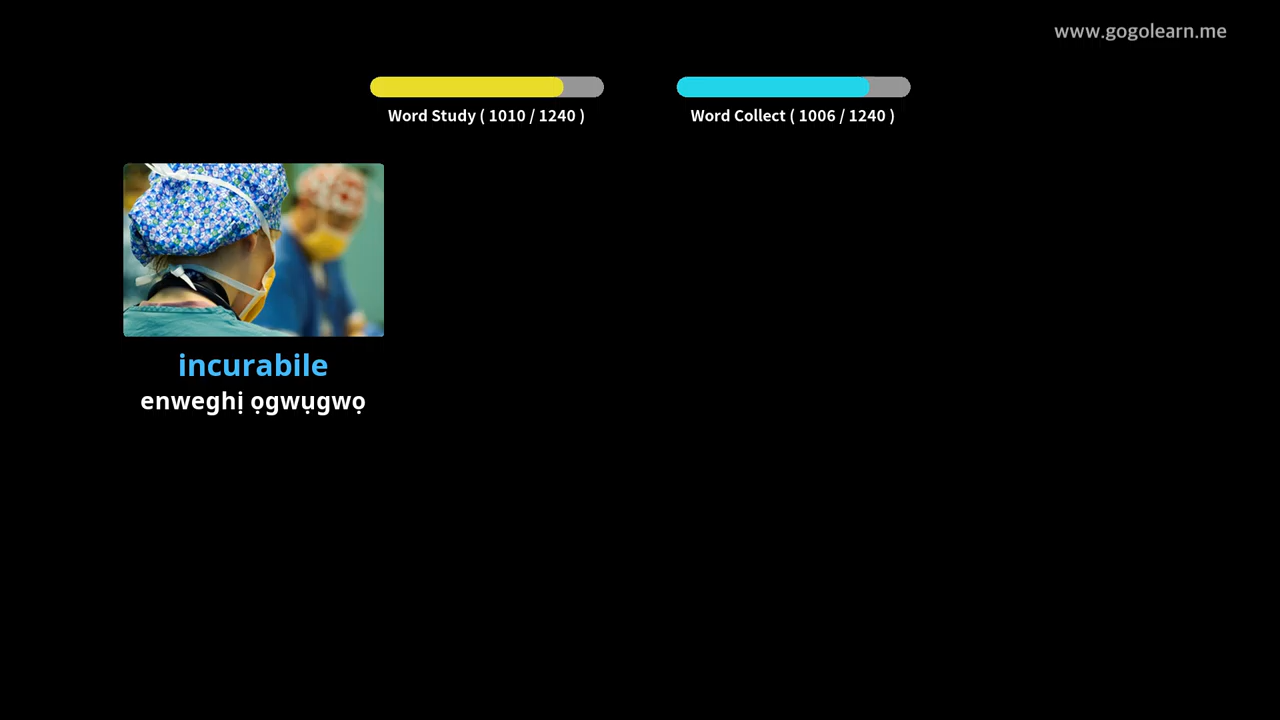 www.gogolearn.me
Word Study ( 1010 / 1240 )
Word Collect ( 1006 / 1240 )
incurabile
enweghị ọgwụgwọ